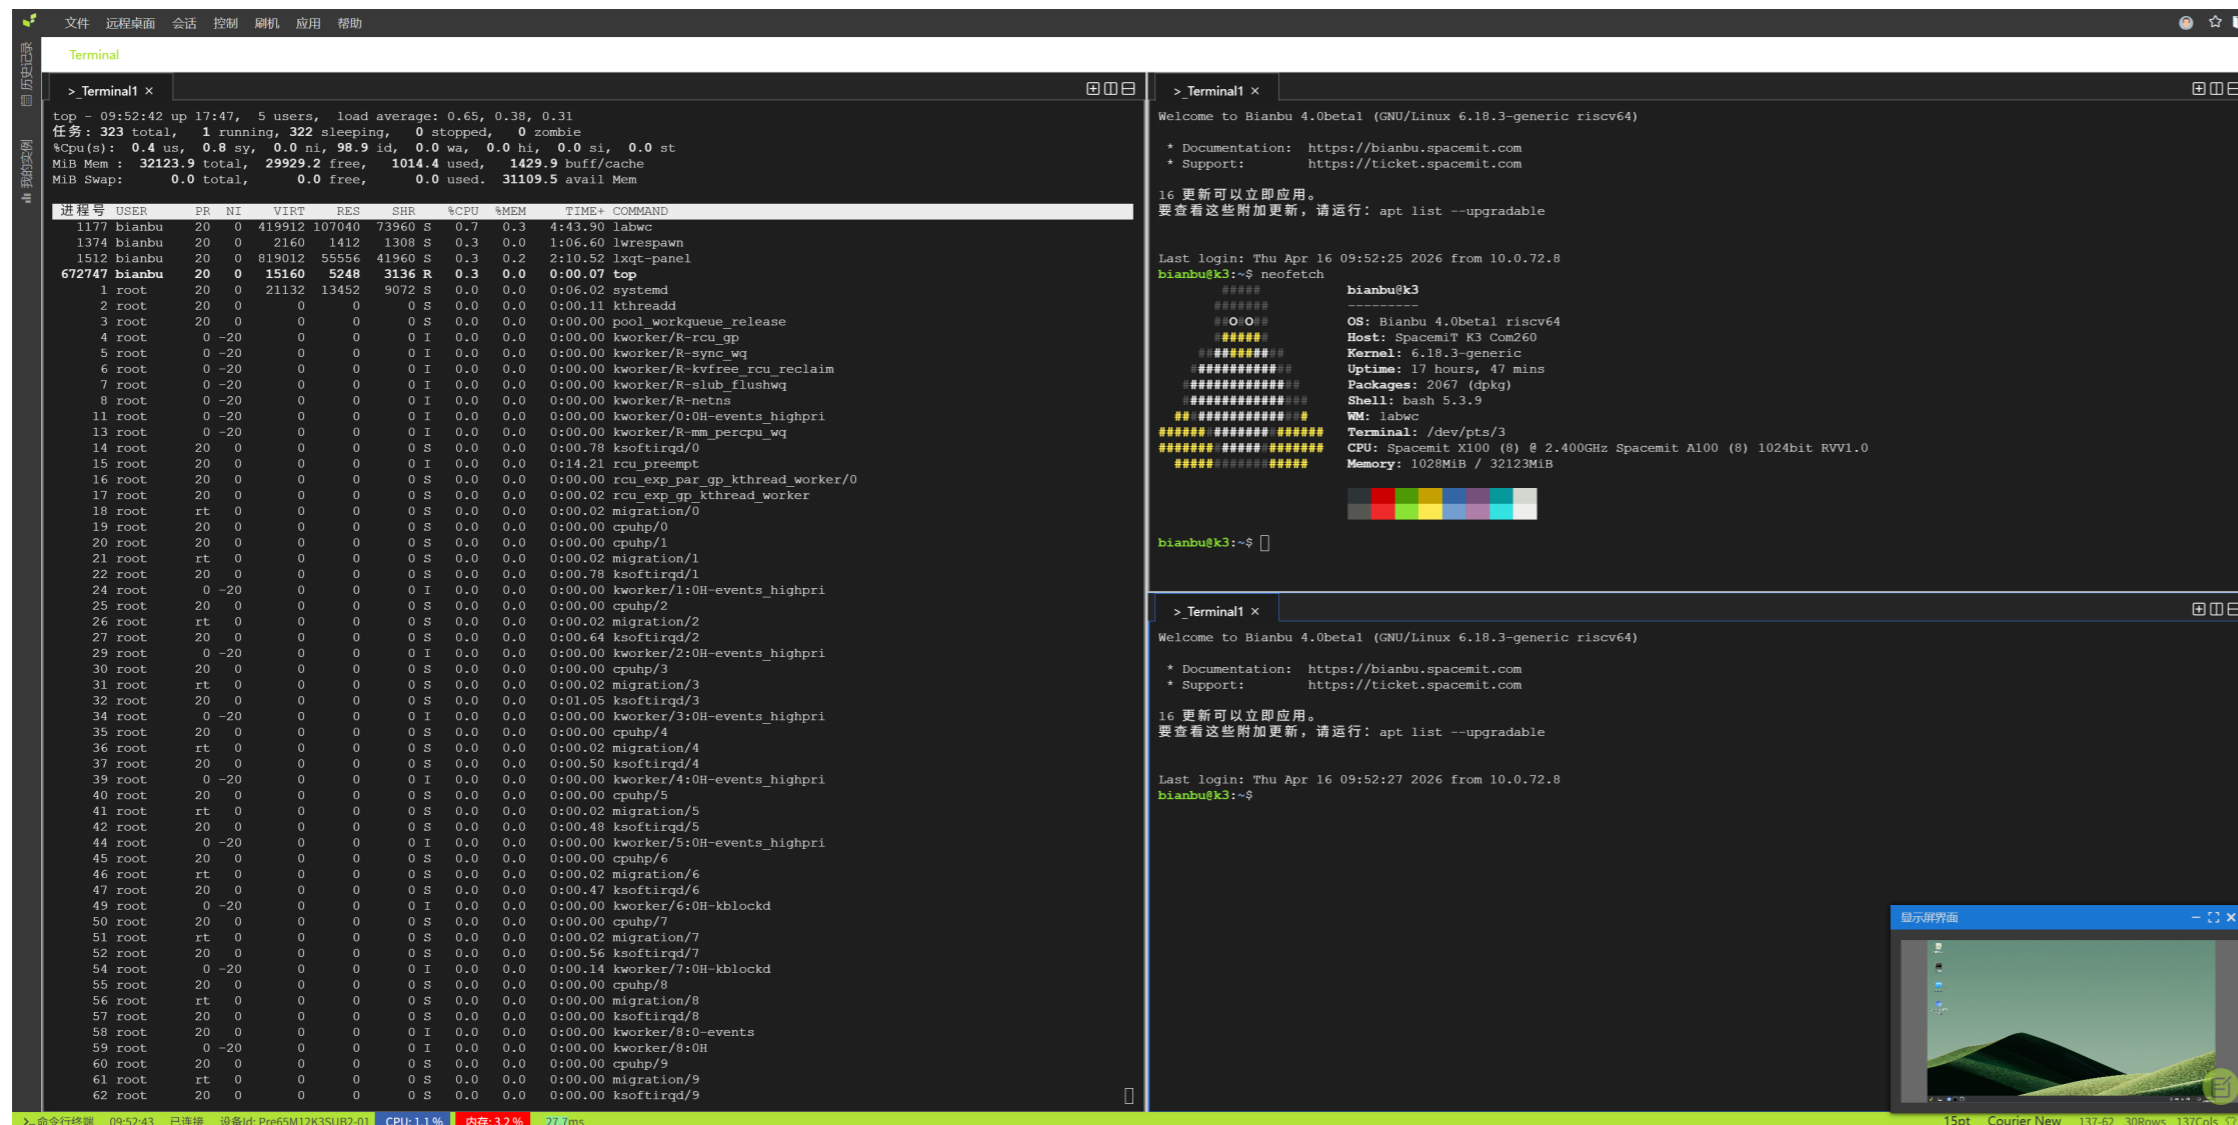 文件 远程桌面 会话 控制 刷机 应用 帮助
历史记录
我的实例
Terminal
>_Terminal1 ×
top - 09:52:42 up 17:47,  5 users,  load average: 0.65, 0.38, 0.31
任务: 323 total,   1 running, 322 sleeping,   0 stopped,   0 zombie
%Cpu(s):  0.4 us,  0.8 sy,  0.0 ni, 98.9 id,  0.0 wa,  0.0 hi,  0.0 si,  0.0 st
MiB Mem :  32123.9 total,  29929.2 free,   1014.4 used,   1429.9 buff/cache
MiB Swap:      0.0 total,      0.0 free,      0.0 used.  31109.5 avail Mem
进程号 USER PR NI VIRT RES SHR %CPU %MEM TIME+ COMMAND
1177 bianbu 20 0 419912 107040 73960 S 0.7 0.3 4:43.90 labwc
1374 bianbu 20 0 2160 1412 1308 S 0.3 0.0 1:06.60 lwrespawn
1512 bianbu 20 0 819012 55556 41960 S 0.3 0.2 2:10.52 lxqt-panel
672747 bianbu 20 0 15160 5248 3136 R 0.3 0.0 0:00.07 top
1 root 20 0 21132 13452 9072 S 0.0 0.0 0:06.02 systemd
2 root 20 0 0 0 0 S 0.0 0.0 0:00.11 kthreadd
3 root 20 0 0 0 0 S 0.0 0.0 0:00.00 pool_workqueue_release
4 root 0 -20 0 0 0 I 0.0 0.0 0:00.00 kworker/R-rcu_gp
5 root 0 -20 0 0 0 I 0.0 0.0 0:00.00 kworker/R-sync_wq
6 root 0 -20 0 0 0 I 0.0 0.0 0:00.00 kworker/R-kvfree_rcu_reclaim
7 root 0 -20 0 0 0 I 0.0 0.0 0:00.00 kworker/R-slub_flushwq
8 root 0 -20 0 0 0 I 0.0 0.0 0:00.00 kworker/R-netns
11 root 0 -20 0 0 0 I 0.0 0.0 0:00.00 kworker/0:0H-events_highpri
13 root 0 -20 0 0 0 I 0.0 0.0 0:00.00 kworker/R-mm_percpu_wq
14 root 20 0 0 0 0 S 0.0 0.0 0:00.78 ksoftirqd/0
15 root 20 0 0 0 0 I 0.0 0.0 0:14.21 rcu_preempt
16 root 20 0 0 0 0 S 0.0 0.0 0:00.00 rcu_exp_par_gp_kthread_worker/0
17 root 20 0 0 0 0 S 0.0 0.0 0:00.02 rcu_exp_gp_kthread_worker
18 root rt 0 0 0 0 S 0.0 0.0 0:00.02 migration/0
19 root 20 0 0 0 0 S 0.0 0.0 0:00.00 cpuhp/0
20 root 20 0 0 0 0 S 0.0 0.0 0:00.00 cpuhp/1
21 root rt 0 0 0 0 S 0.0 0.0 0:00.02 migration/1
22 root 20 0 0 0 0 S 0.0 0.0 0:00.78 ksoftirqd/1
24 root 0 -20 0 0 0 I 0.0 0.0 0:00.00 kworker/1:0H-events_highpri
25 root 20 0 0 0 0 S 0.0 0.0 0:00.00 cpuhp/2
26 root rt 0 0 0 0 S 0.0 0.0 0:00.02 migration/2
27 root 20 0 0 0 0 S 0.0 0.0 0:00.64 ksoftirqd/2
29 root 0 -20 0 0 0 I 0.0 0.0 0:00.00 kworker/2:0H-events_highpri
30 root 20 0 0 0 0 S 0.0 0.0 0:00.00 cpuhp/3
31 root rt 0 0 0 0 S 0.0 0.0 0:00.02 migration/3
32 root 20 0 0 0 0 S 0.0 0.0 0:01.05 ksoftirqd/3
34 root 0 -20 0 0 0 I 0.0 0.0 0:00.00 kworker/3:0H-events_highpri
35 root 20 0 0 0 0 S 0.0 0.0 0:00.00 cpuhp/4
36 root rt 0 0 0 0 S 0.0 0.0 0:00.02 migration/4
37 root 20 0 0 0 0 S 0.0 0.0 0:00.50 ksoftirqd/4
39 root 0 -20 0 0 0 I 0.0 0.0 0:00.00 kworker/4:0H-events_highpri
40 root 20 0 0 0 0 S 0.0 0.0 0:00.00 cpuhp/5
41 root rt 0 0 0 0 S 0.0 0.0 0:00.02 migration/5
42 root 20 0 0 0 0 S 0.0 0.0 0:00.48 ksoftirqd/5
44 root 0 -20 0 0 0 I 0.0 0.0 0:00.00 kworker/5:0H-events_highpri
45 root 20 0 0 0 0 S 0.0 0.0 0:00.00 cpuhp/6
46 root rt 0 0 0 0 S 0.0 0.0 0:00.02 migration/6
47 root 20 0 0 0 0 S 0.0 0.0 0:00.47 ksoftirqd/6
49 root 0 -20 0 0 0 I 0.0 0.0 0:00.00 kworker/6:0H-kblockd
50 root 20 0 0 0 0 S 0.0 0.0 0:00.00 cpuhp/7
51 root rt 0 0 0 0 S 0.0 0.0 0:00.02 migration/7
52 root 20 0 0 0 0 S 0.0 0.0 0:00.56 ksoftirqd/7
54 root 0 -20 0 0 0 I 0.0 0.0 0:00.14 kworker/7:0H-kblockd
55 root 20 0 0 0 0 S 0.0 0.0 0:00.00 cpuhp/8
56 root rt 0 0 0 0 S 0.0 0.0 0:00.00 migration/8
57 root 20 0 0 0 0 S 0.0 0.0 0:00.00 ksoftirqd/8
58 root 20 0 0 0 0 I 0.0 0.0 0:00.00 kworker/8:0-events
59 root 0 -20 0 0 0 I 0.0 0.0 0:00.00 kworker/8:0H
60 root 20 0 0 0 0 S 0.0 0.0 0:00.00 cpuhp/9
61 root rt 0 0 0 0 S 0.0 0.0 0:00.00 migration/9
62 root 20 0 0 0 0 S 0.0 0.0 0:00.00 ksoftirqd/9
>_Terminal1 ×
Welcome to Bianbu 4.0beta1 (GNU/Linux 6.18.3-generic riscv64)
* Documentation:  https://bianbu.spacemit.com
* Support:        https://ticket.spacemit.com
16 更新可以立即应用。
要查看这些附加更新，请运行：apt list --upgradable
Last login: Thu Apr 16 09:52:25 2026 from 10.0.72.8
bianbu@k3:~$ neofetch
##### bianbu@k3
####### ---------
##O#O## OS: Bianbu 4.0beta1 riscv64
####### Host: SpacemiT K3 Com260
########### Kernel: 6.18.3-generic
############# Uptime: 17 hours, 47 mins
############### Packages: 2067 (dpkg)
################ Shell: bash 5.3.9
################# WM: labwc
##################### Terminal: /dev/pts/3
##################### CPU: Spacemit X100 (8) @ 2.400GHz Spacemit A100 (8) 1024bit RVV1.0
################# Memory: 1028MiB / 32123MiB
bianbu@k3:~$
>_Terminal1 ×
Welcome to Bianbu 4.0beta1 (GNU/Linux 6.18.3-generic riscv64)
* Documentation:  https://bianbu.spacemit.com
* Support:        https://ticket.spacemit.com
16 更新可以立即应用。
要查看这些附加更新，请运行：apt list --upgradable
Last login: Thu Apr 16 09:52:27 2026 from 10.0.72.8
bianbu@k3:~$
显示屏界面
>_命令行终端 09:52:43 已连接 设备Id: Pre65M12K3SUB2-01 CPU: 1.1% 内存: 3.2% 27.7ms 15pt Courier New 137-62 30Rows 137Cols